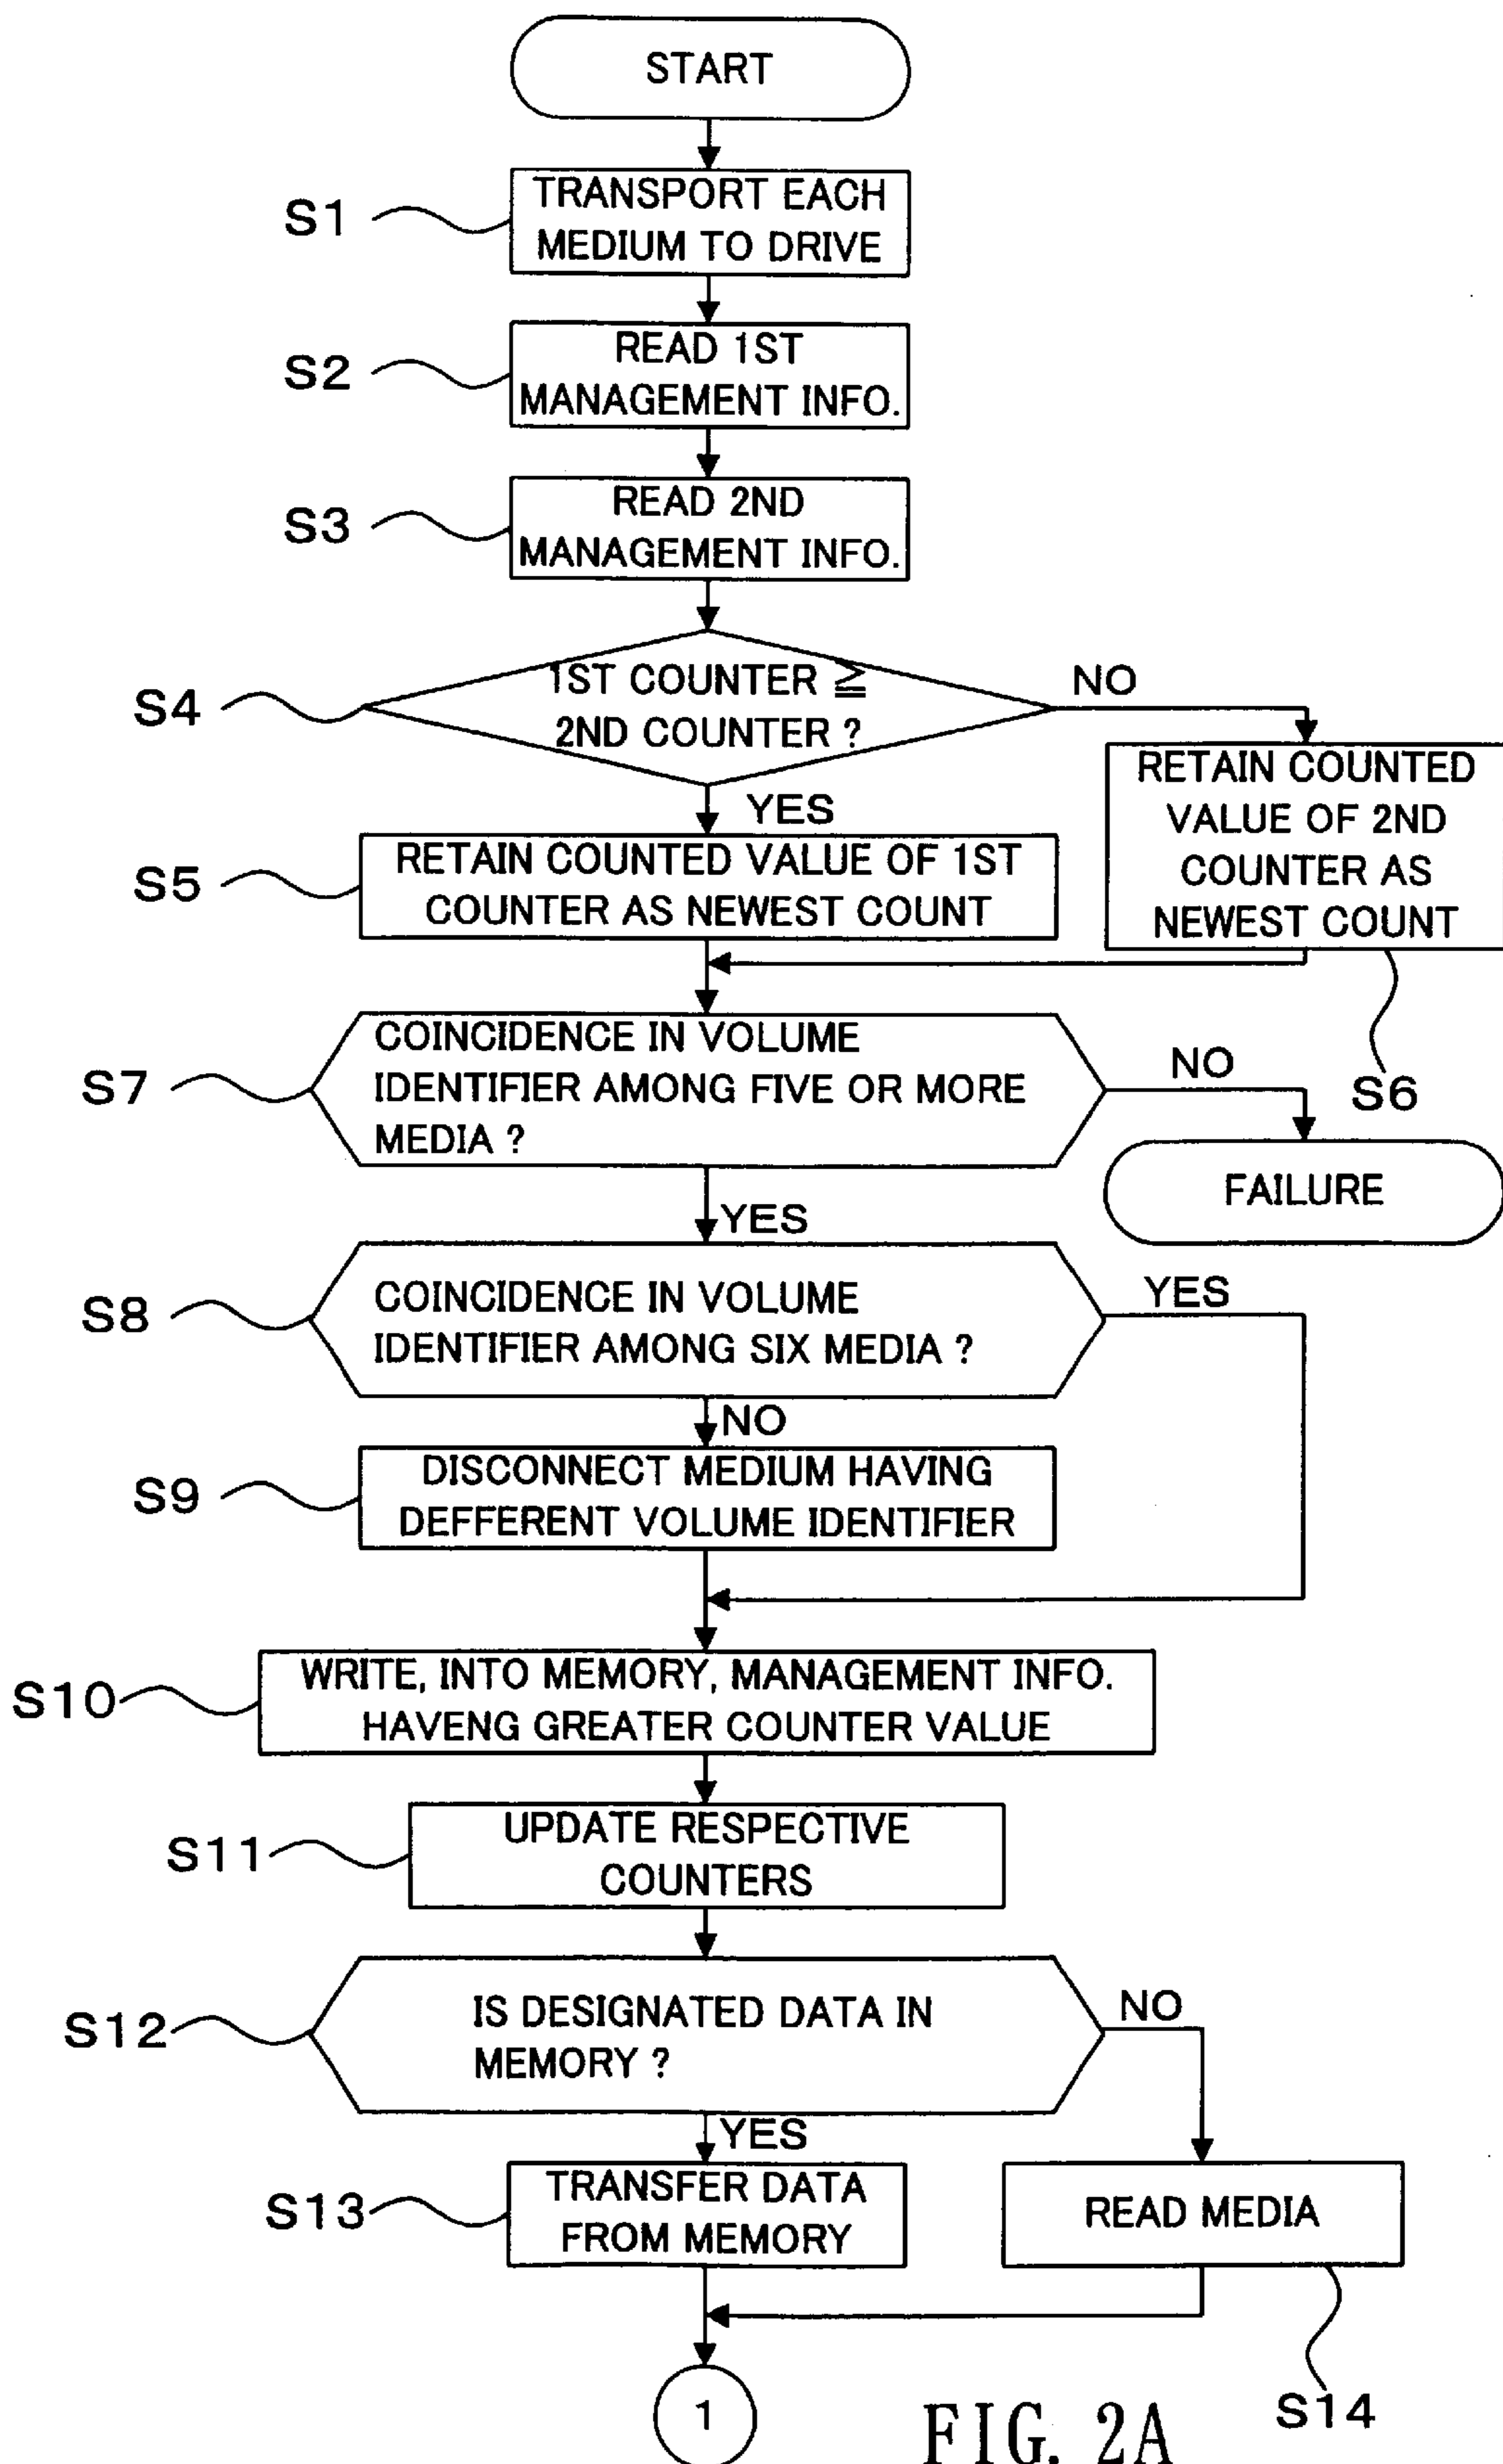 START
S1
TRANSPORT EACH
MEDIUM TO DRIVE
S2
READ 1ST
MANAGEMENT INFO.
S3
READ 2ND
MANAGEMENT INFO.
S4
1ST COUNTER ≧
2ND COUNTER ?
NO
YES
S5
RETAIN COUNTED VALUE OF 1ST
COUNTER AS NEWEST COUNT
RETAIN COUNTED
VALUE OF 2ND
COUNTER AS
NEWEST COUNT
S6
S7
COINCIDENCE IN VOLUME
IDENTIFIER AMONG FIVE OR MORE
MEDIA ?
NO
FAILURE
YES
S8
COINCIDENCE IN VOLUME
IDENTIFIER AMONG SIX MEDIA ?
YES
NO
S9
DISCONNECT MEDIUM HAVING
DEFFERENT VOLUME IDENTIFIER
S10
WRITE, INTO MEMORY, MANAGEMENT INFO.
HAVENG GREATER COUNTER VALUE
S11
UPDATE RESPECTIVE
COUNTERS
S12
IS DESIGNATED DATA IN
MEMORY ?
NO
YES
S13
TRANSFER DATA
FROM MEMORY
READ MEDIA
S14
1
FIG. 2A